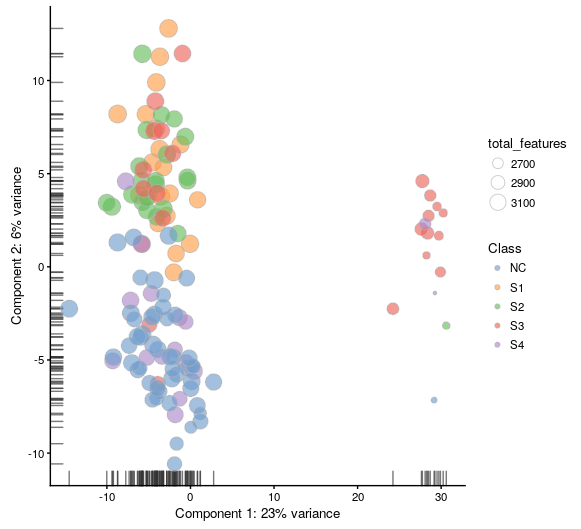 10
5
0
-5
-10
-10
0
10
20
30
Component 1: 23% variance
Component 2: 6% variance
total_features
2700
2900
3100
Class
NC
S1
S2
S3
S4